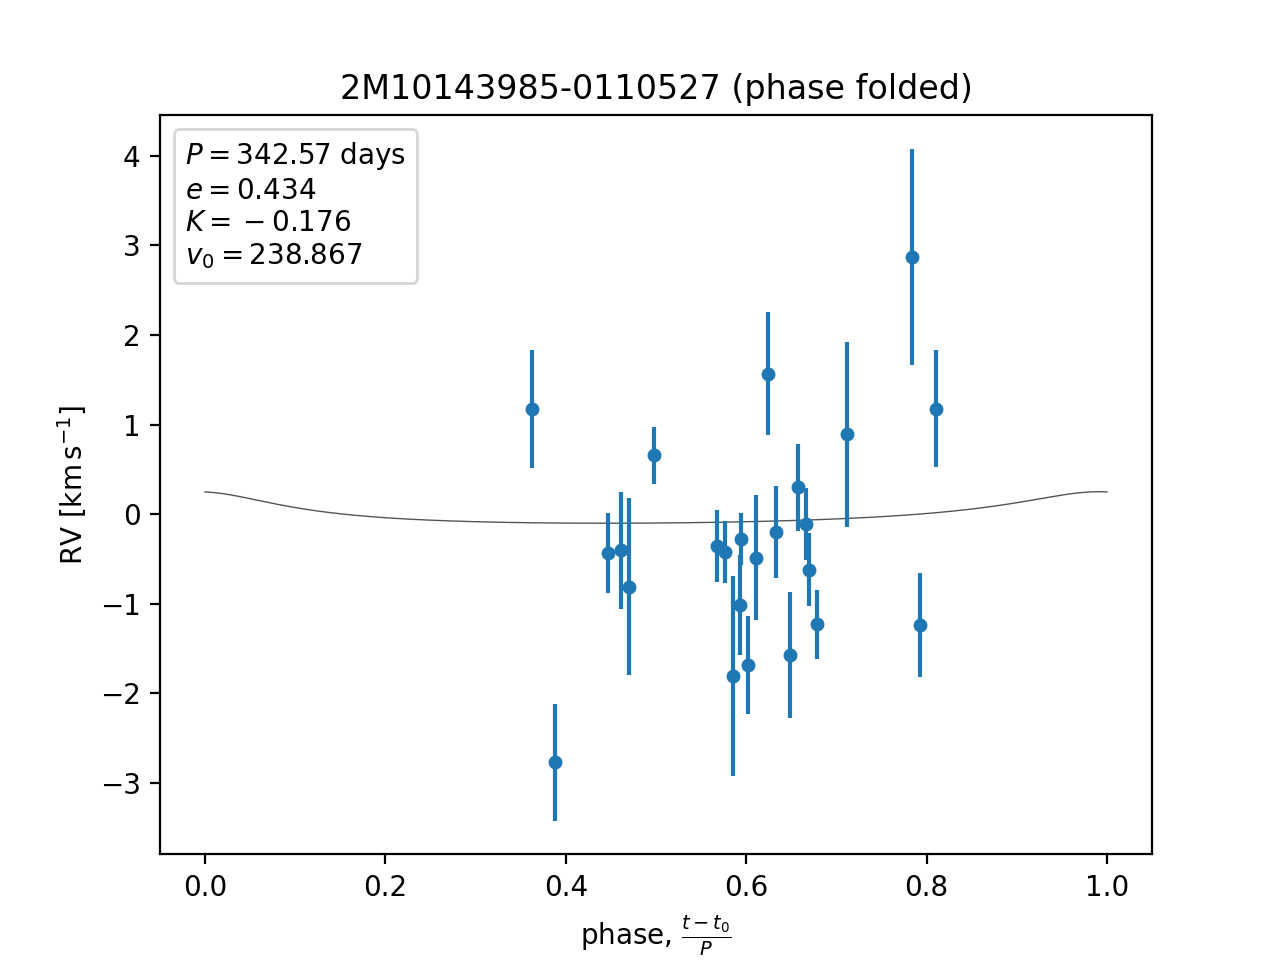 2M10143985-0110527 (phase folded)
P = 342.57 days
e = 0.434
K = −0.176
v₀ = 238.867
4
3
2
1
0
−1
−2
−3
RV [km s⁻¹]
0.0 0.2 0.4 0.6 0.8 1.0
phase, (t − t₀)/P